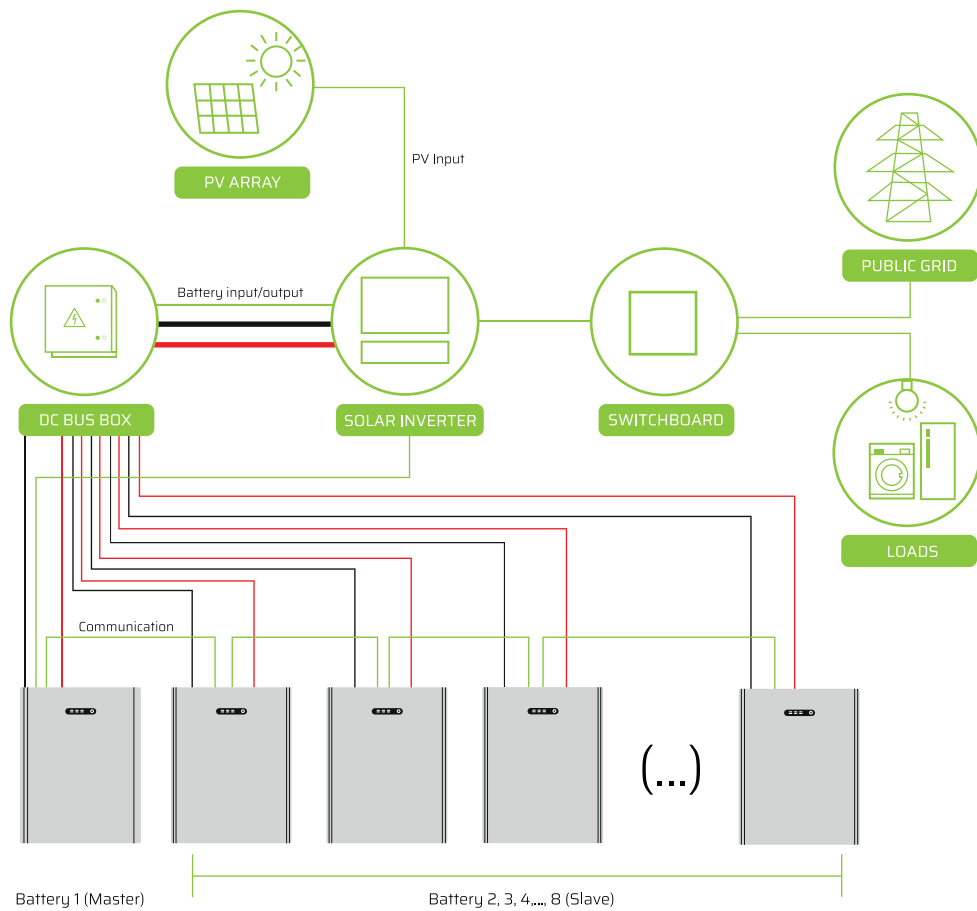 PV Input
PV ARRAY
PUBLIC GRID
Battery input/output
DC BUS BOX
SOLAR INVERTER
SWITCHBOARD
LOADS
Communication
(...)
Battery 1 (Master)
Battery 2, 3, 4,..., 8 (Slave)